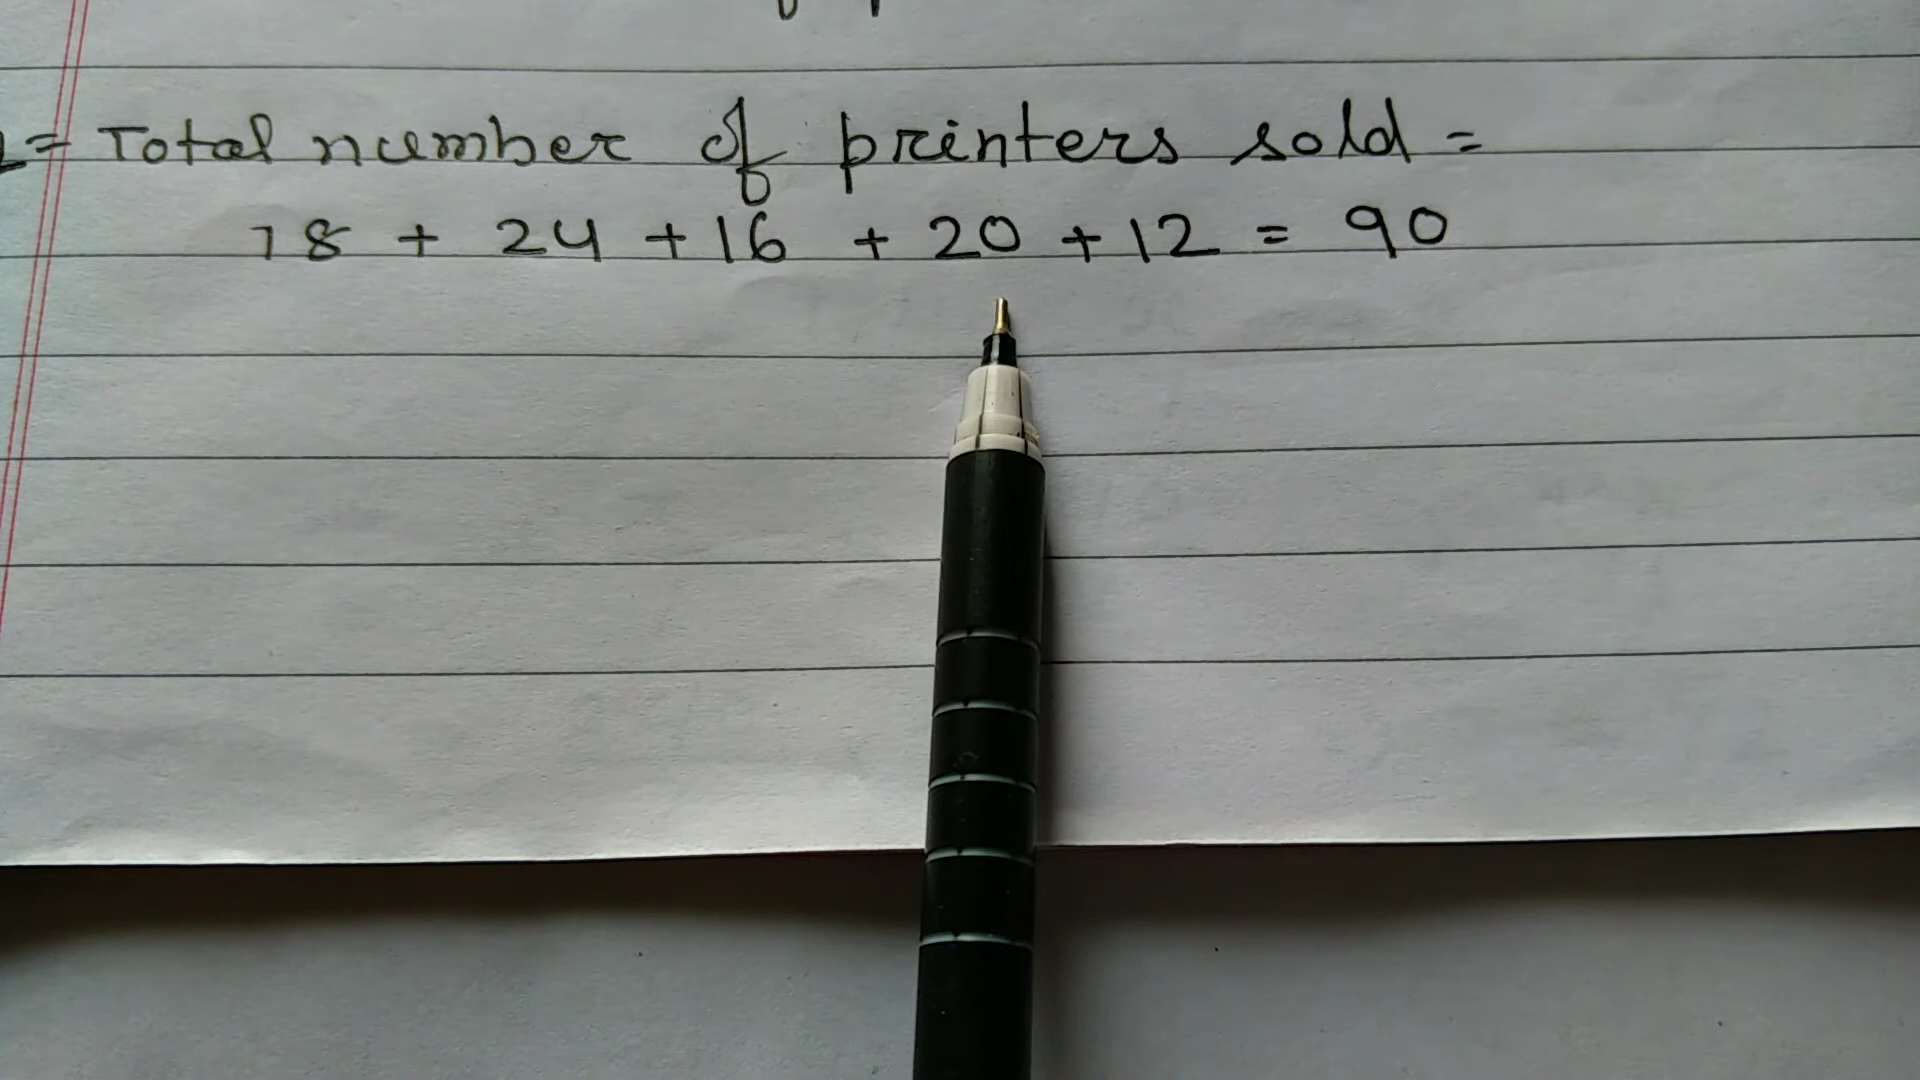 = Total number of printers sold =
18 + 24 + 16 + 20 + 12 = 90